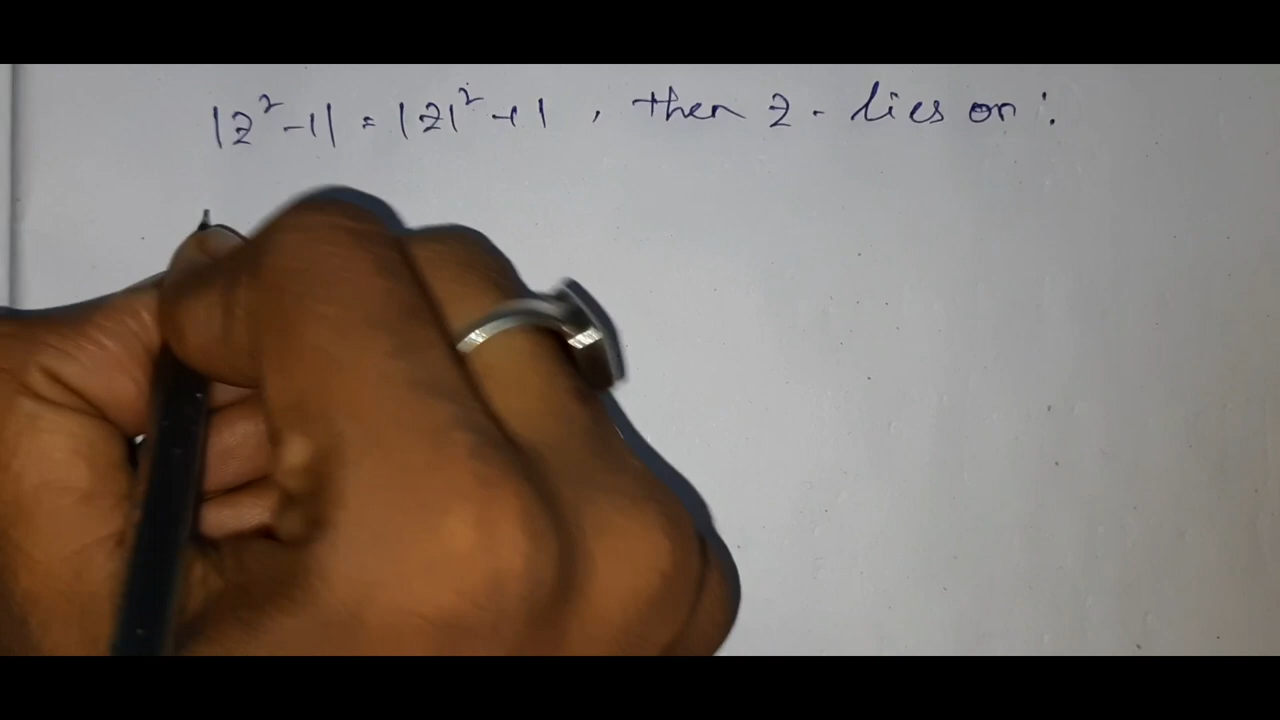 |z²-1| = |z|²+1, then z. lies on: